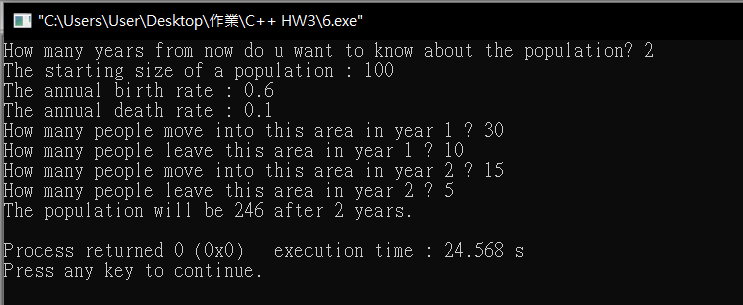 "C:\Users\User\Desktop\作業\C++ HW3\6.exe"
How many years from now do u want to know about the population? 2
The starting size of a population : 100
The annual birth rate : 0.6
The annual death rate : 0.1
How many people move into this area in year 1 ? 30
How many people leave this area in year 1 ? 10
How many people move into this area in year 2 ? 15
How many people leave this area in year 2 ? 5
The population will be 246 after 2 years.
Process returned 0 (0x0)   execution time : 24.568 s
Press any key to continue.